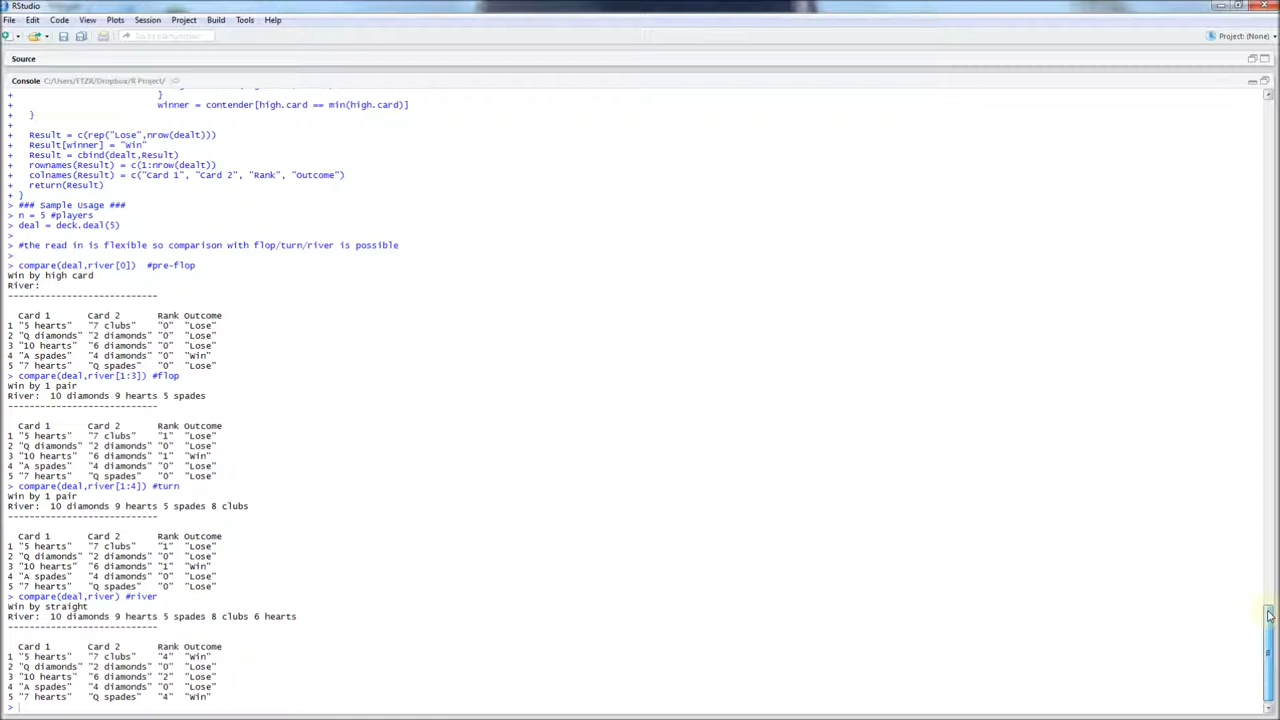 RStudio
File Edit Code View Plots Session Project Build Tools Help
Go to file/function
Project: (None)
Source
Console C:/Users/ETZR/Dropbox/R Project/
+ }
+ winner = contender[high.card == min(high.card)]
+ }
+
+ Result = c(rep("Lose",nrow(dealt)))
+ Result[winner] = "Win"
+ Result = cbind(dealt,Result)
+ rownames(Result) = c(1:nrow(dealt))
+ colnames(Result) = c("Card 1", "Card 2", "Rank", "Outcome")
+ return(Result)
+ }
> ### Sample Usage ###
> n = 5 #players
> deal = deck.deal(5)
>
> #the read in is flexible so comparison with flop/turn/river is possible
>
> compare(deal,river[0]) #pre-flop
Win by high card
River:
----------------------------
Card 1 Card 2 Rank Outcome
1 "5 hearts" "7 clubs" "0" "Lose"
2 "Q diamonds" "2 diamonds" "0" "Lose"
3 "10 hearts" "6 diamonds" "0" "Lose"
4 "A spades" "4 diamonds" "0" "Win"
5 "7 hearts" "Q spades" "0" "Lose"
> compare(deal,river[1:3]) #flop
Win by 1 pair
River: 10 diamonds 9 hearts 5 spades
----------------------------
Card 1 Card 2 Rank Outcome
1 "5 hearts" "7 clubs" "1" "Lose"
2 "Q diamonds" "2 diamonds" "0" "Lose"
3 "10 hearts" "6 diamonds" "1" "Win"
4 "A spades" "4 diamonds" "0" "Lose"
5 "7 hearts" "Q spades" "0" "Lose"
> compare(deal,river[1:4]) #turn
Win by 1 pair
River: 10 diamonds 9 hearts 5 spades 8 clubs
----------------------------
Card 1 Card 2 Rank Outcome
1 "5 hearts" "7 clubs" "1" "Lose"
2 "Q diamonds" "2 diamonds" "0" "Lose"
3 "10 hearts" "6 diamonds" "1" "Win"
4 "A spades" "4 diamonds" "0" "Lose"
5 "7 hearts" "Q spades" "0" "Lose"
> compare(deal,river) #river
Win by straight
River: 10 diamonds 9 hearts 5 spades 8 clubs 6 hearts
----------------------------
Card 1 Card 2 Rank Outcome
1 "5 hearts" "7 clubs" "4" "Win"
2 "Q diamonds" "2 diamonds" "0" "Lose"
3 "10 hearts" "6 diamonds" "2" "Lose"
4 "A spades" "4 diamonds" "0" "Lose"
5 "7 hearts" "Q spades" "4" "Win"
>